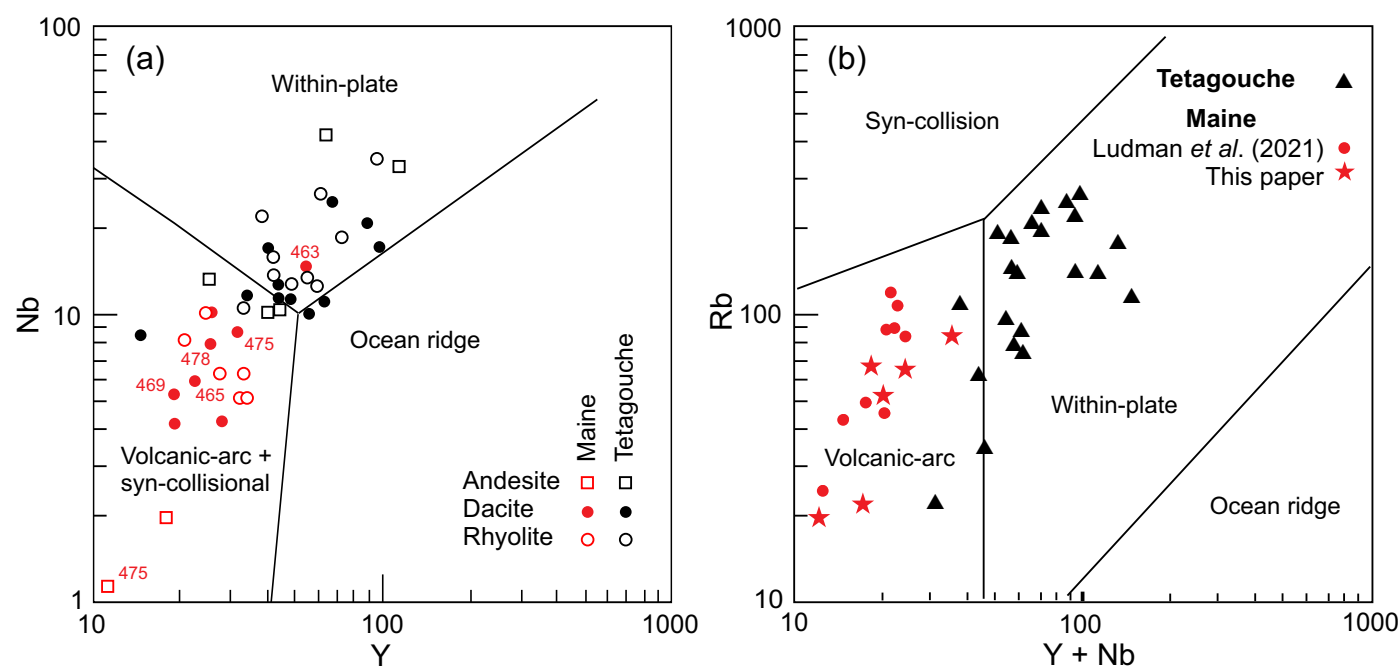 (a)
100
10
1
Nb
10
100
1000
Y
Within-plate
463
Ocean ridge
475
478
469
465
Volcanic-arc +
syn-collisional
475
Maine
Tetagouche
Andesite
Dacite
Rhyolite
(b)
1000
100
10
Rb
10
100
1000
Y + Nb
Tetagouche
Maine
Ludman et al. (2021)
This paper
Syn-collision
Within-plate
Volcanic-arc
Ocean ridge